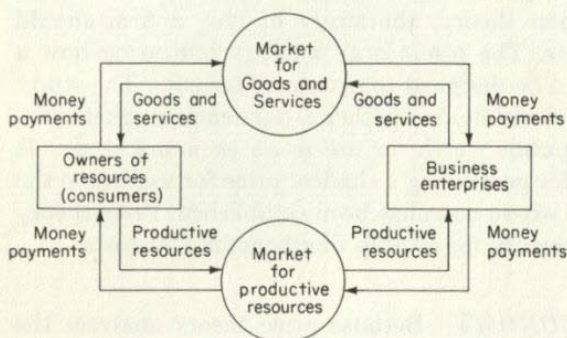 Market
for
Goods and
Services
Money
payments
Goods and
services
Goods and
services
Money
payments
Owners of
resources
(consumers)
Business
enterprises
Money
payments
Productive
resources
Productive
resources
Money
payments
Market
for
productive
resources